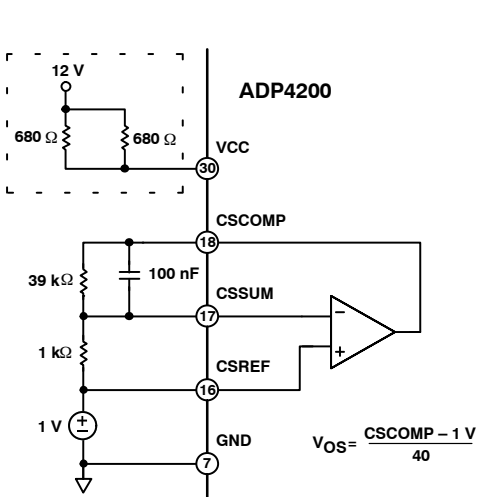 12 V
ADP4200
680 Ω
680 Ω
VCC
30
CSCOMP
18
39 kΩ
100 nF
CSSUM
17
−
1 kΩ
CSREF
+
16
1 V
+
−
GND
7
VOS = CSCOMP – 1 V
40